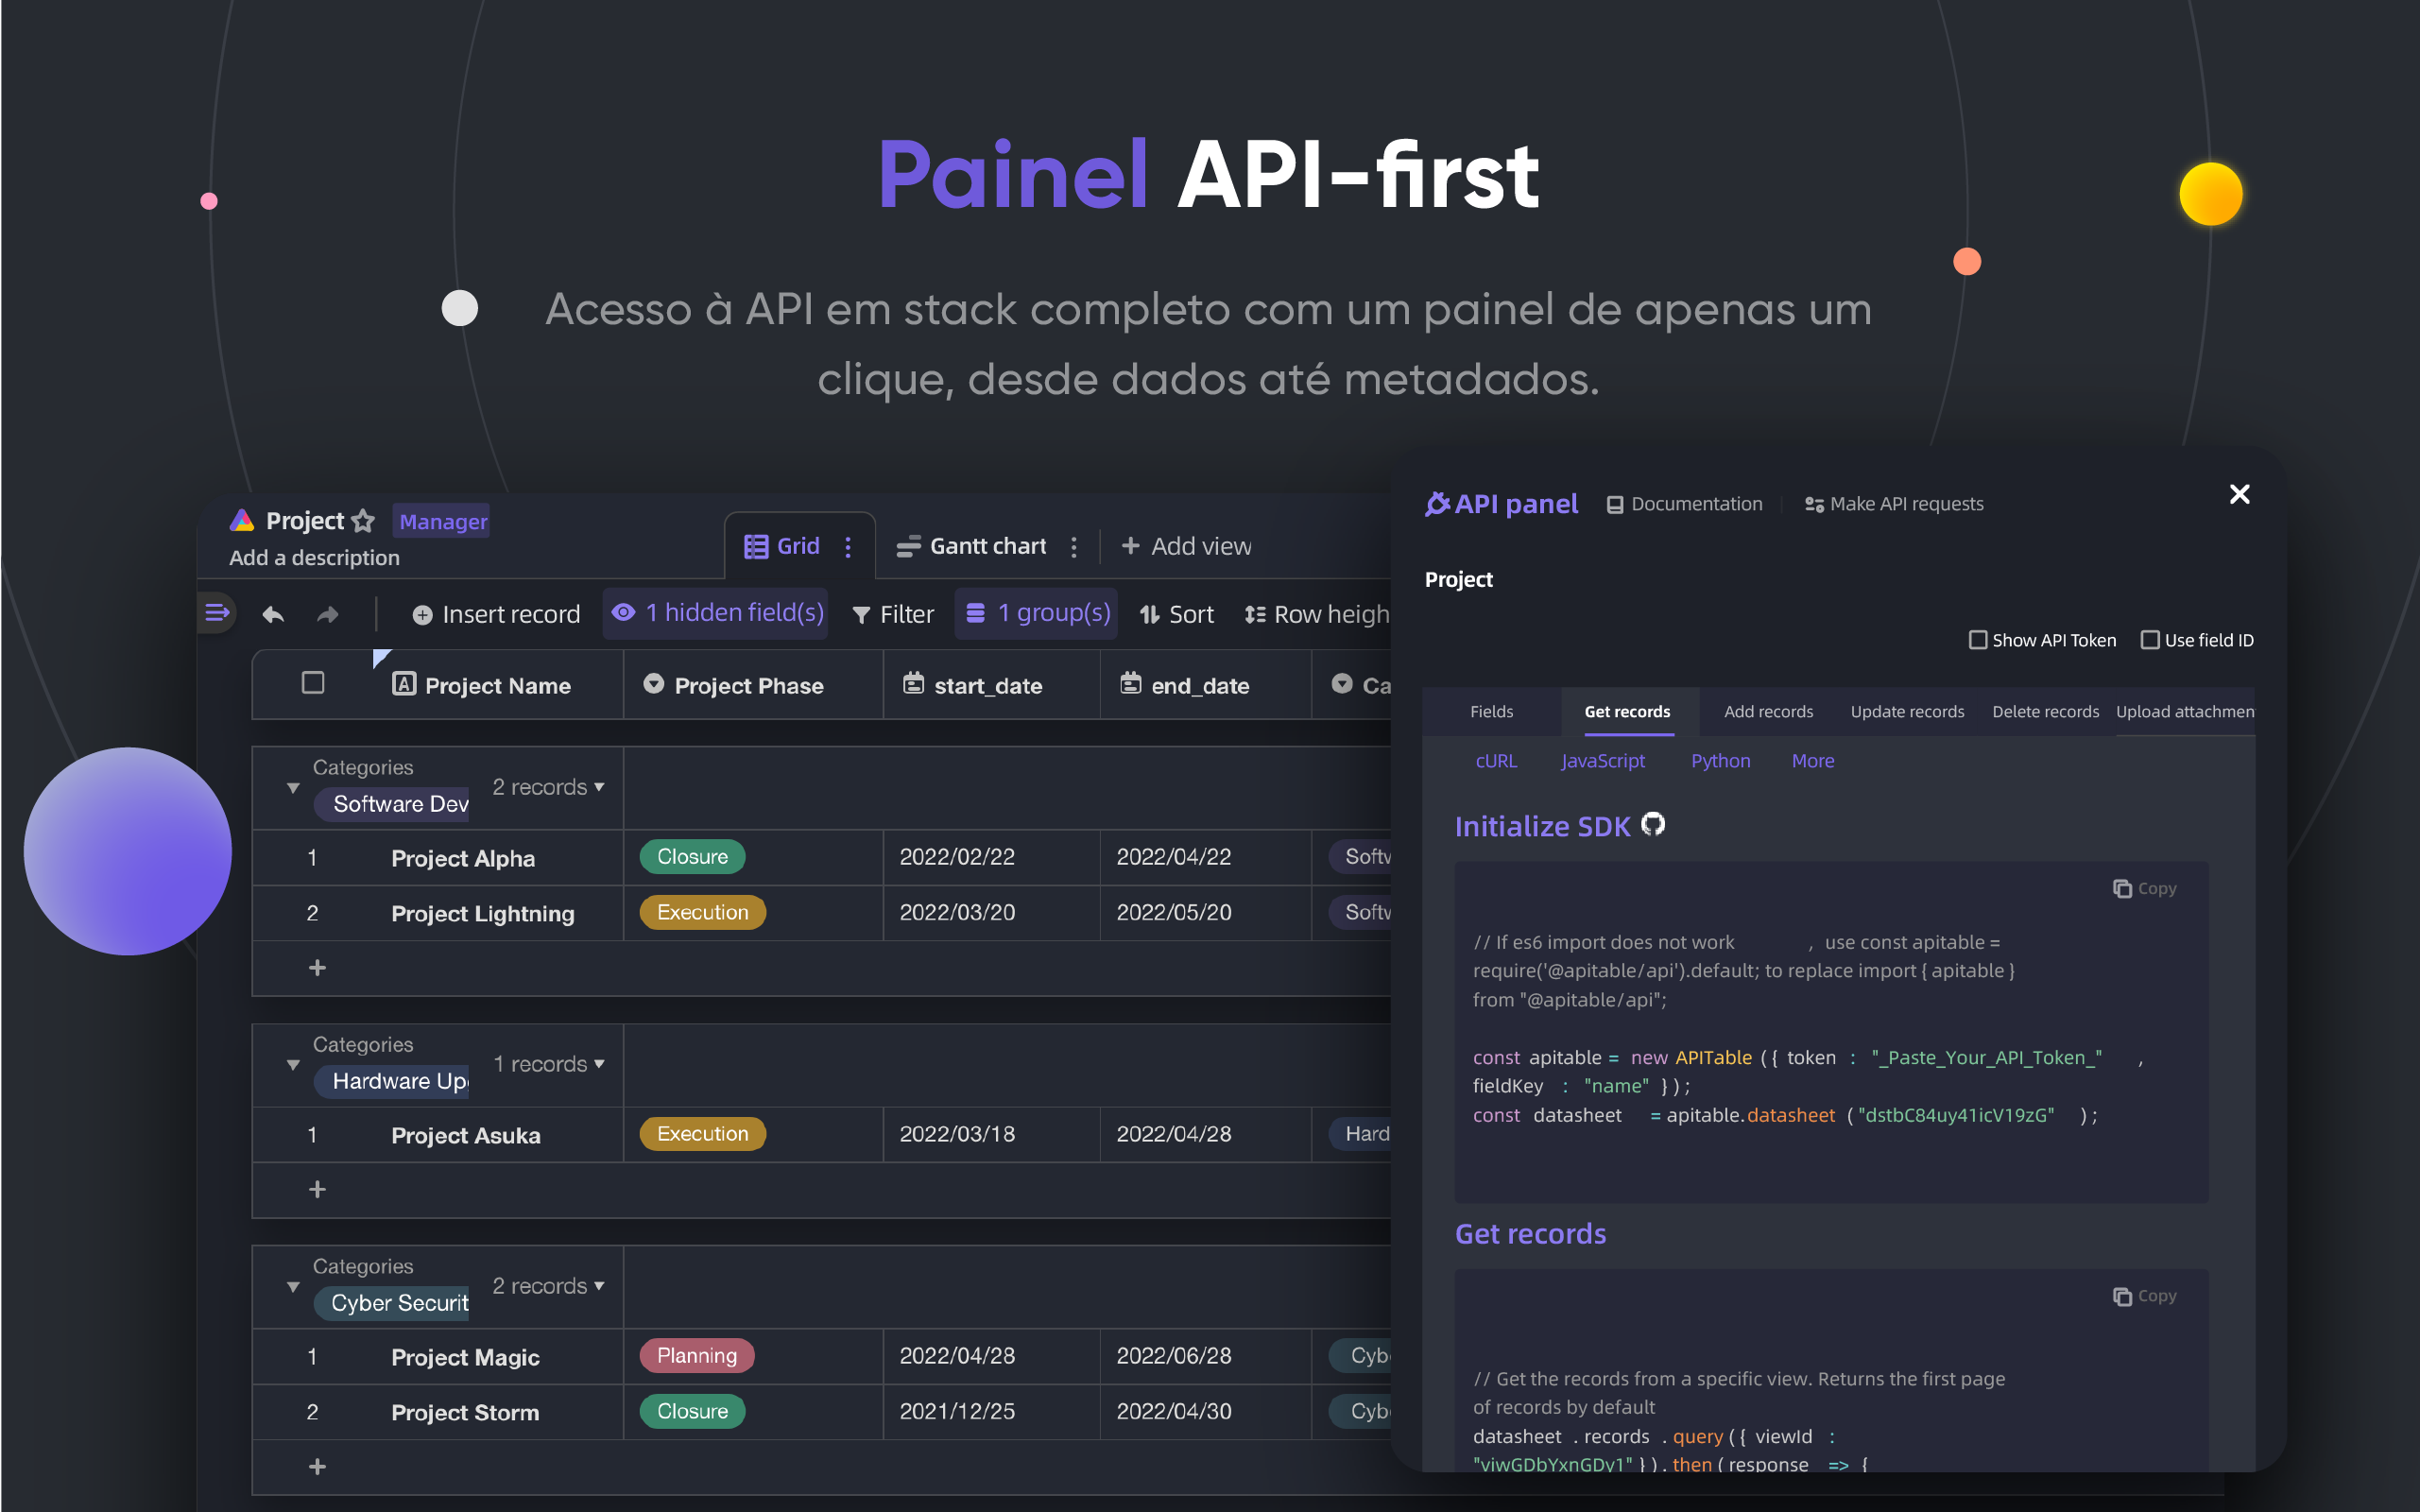 Painel API-first
Acesso à API em stack completo com um painel de apenas um
clique, desde dados até metadados.
Project Manager
Add a description
Grid Gantt chart + Add view
Insert record 1 hidden field(s) Filter 1 group(s) Sort Row heigh
Project Name Project Phase start_date end_date Ca
Categories
Software Dev 2 records
1 Project Alpha Closure 2022/02/22 2022/04/22 Softw
2 Project Lightning Execution 2022/03/20 2022/05/20 Softw
+
Categories
Hardware Up 1 records
1 Project Asuka Execution 2022/03/18 2022/04/28 Hard
+
Categories
Cyber Securit 2 records
1 Project Magic Planning 2022/04/28 2022/06/28 Cybe
2 Project Storm Closure 2021/12/25 2022/04/30 Cybe
+
API panel Documentation Make API requests
Project
Show API Token Use field ID
Fields Get records Add records Update records Delete records Upload attachmen
cURL JavaScript Python More
Initialize SDK
Copy
// If es6 import does not work , use const apitable =
require('@apitable/api').default; to replace import { apitable }
from "@apitable/api";
const apitable = new APITable ({ token : "_Paste_Your_API_Token_" ,
fieldKey : "name" });
const datasheet = apitable.datasheet ("dstbC84uy41icV19zG" );
Get records
Copy
// Get the records from a specific view. Returns the first page
of records by default
datasheet . records . query ({ viewId :
"viwGDbYxnGDy1" }) . then ( response => {